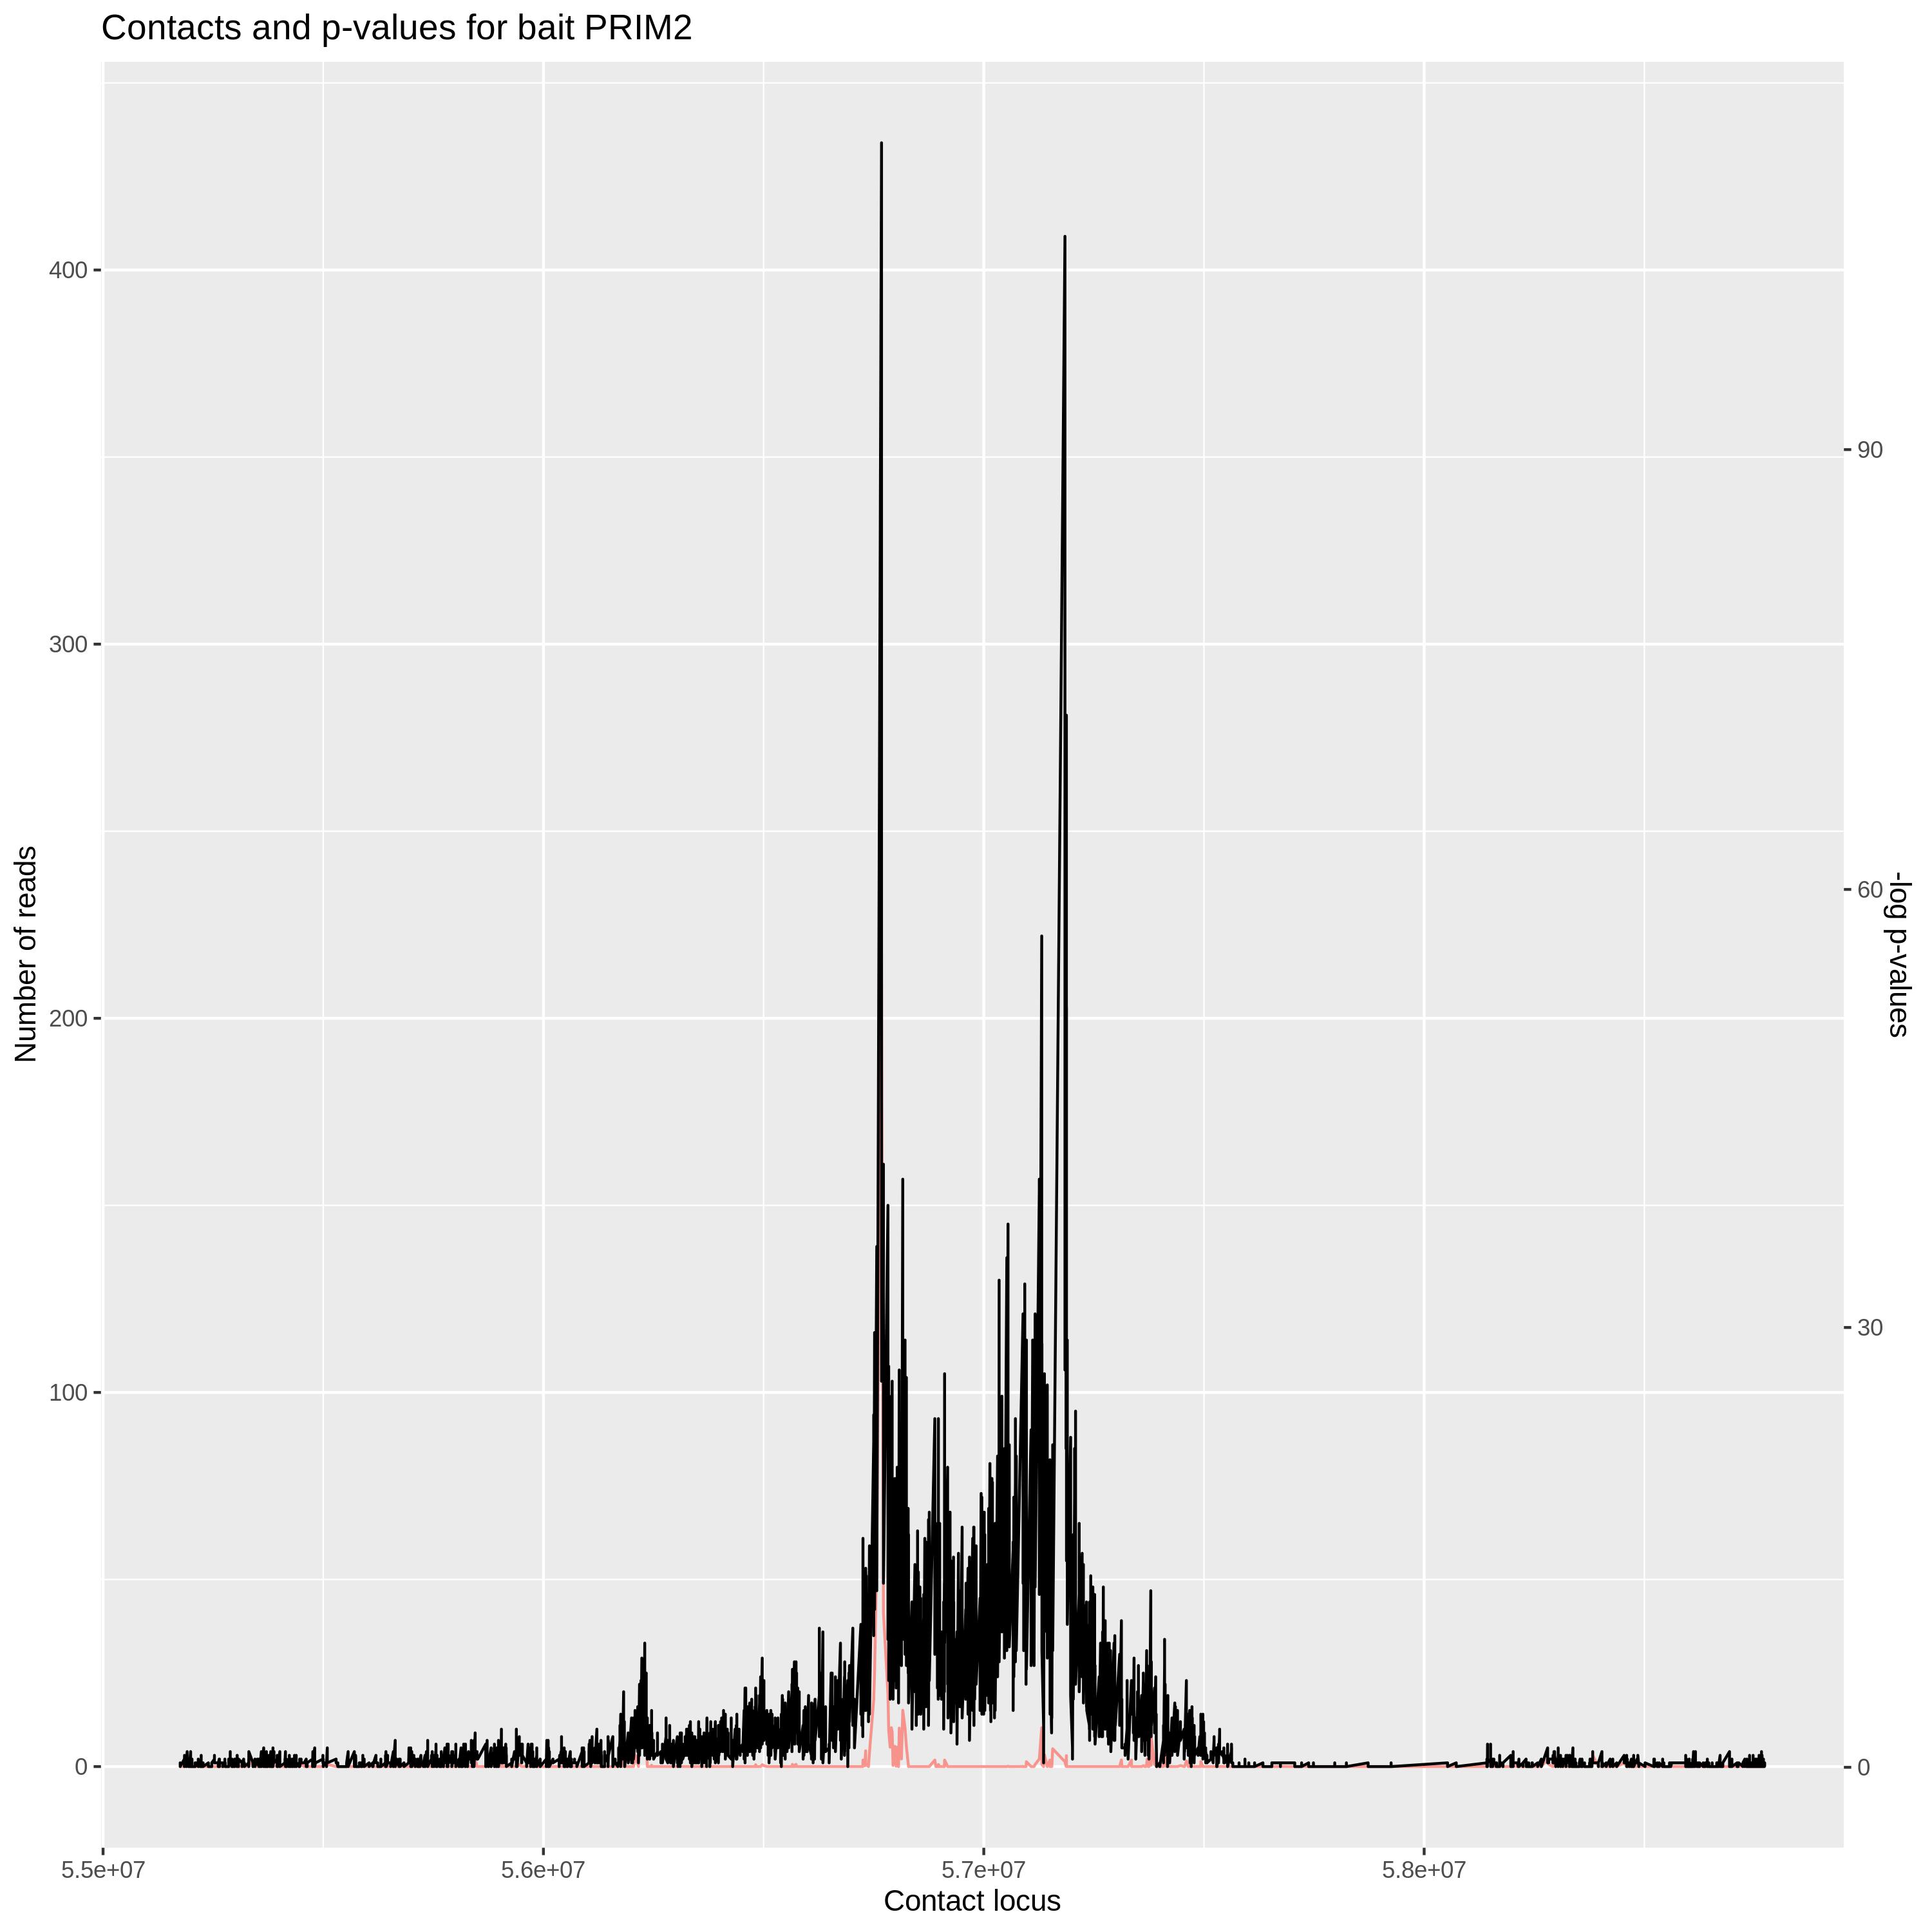 Contacts and p-values for bait PRIM2
400
300
200
100
0
Number of reads
90
60
30
0
-log p-values
5.5e+07
5.6e+07
5.7e+07
5.8e+07
Contact locus